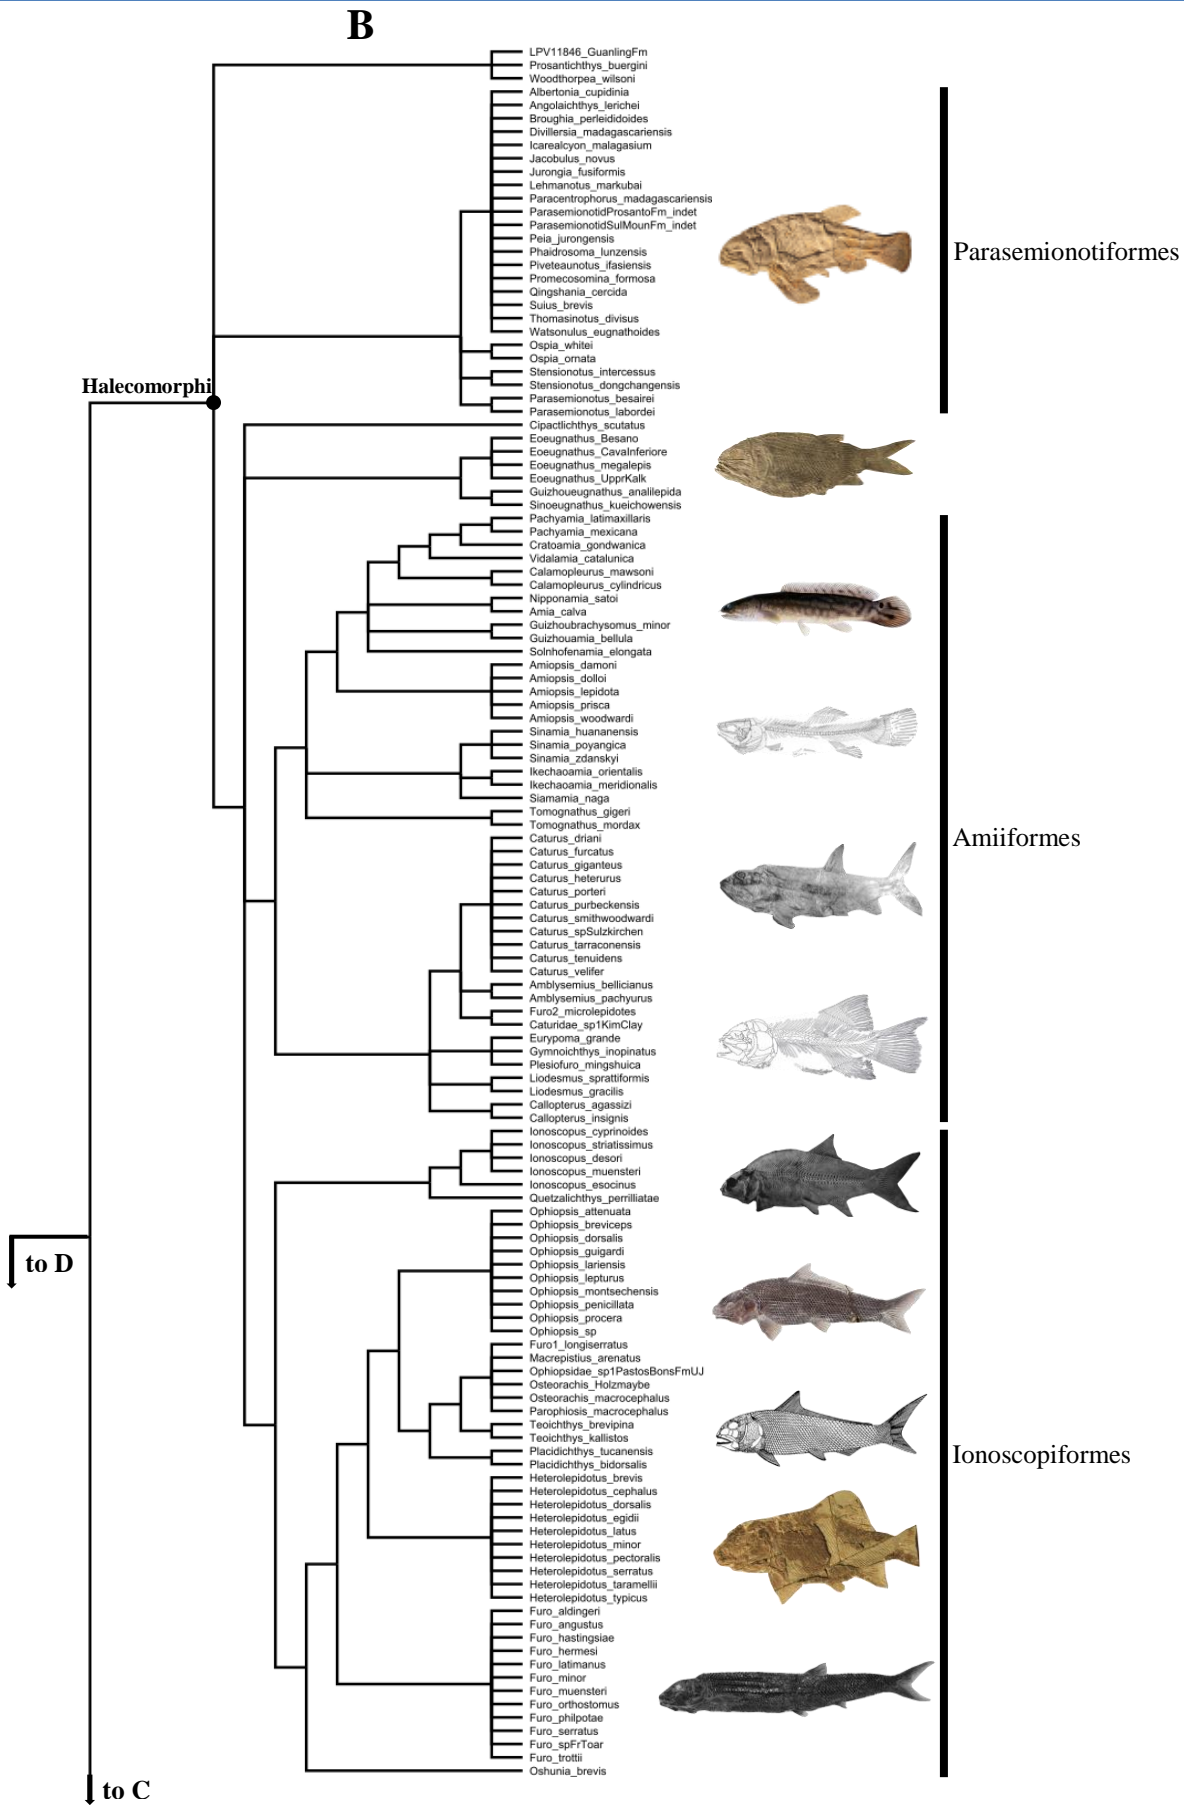 B
LPV11846_GuanlingFm
Prosantichthys_buergini
Woodthorpea_wilsoni
Albertonia_cupidinia
Angolaichthys_lerichei
Broughia_perleididoides
Divillersia_madagascariensis
Icarealcyon_malagasium
Jacobulus_novus
Jurongia_fusiformis
Lehmanotus_markubai
Paracentrophorus_madagascariensis
ParasemionotidProsantoFm_indet
ParasemionotidSulMounFm_indet
Peia_jurongensis
Phaidrosoma_lunzensis
Piveteaunotus_ifasiensis
Promecosomina_formosa
Qingshania_cercida
Suius_brevis
Thomasinotus_divisus
Watsonulus_eugnathoides
Ospia_whitei
Ospia_ornata
Stensionotus_intercessus
Stensionotus_dongchangensis
Parasemionotus_besairei
Parasemionotus_labordei
Parasemionotiformes
Halecomorphi
Cipactlichthys_scutatus
Eoeugnathus_Besano
Eoeugnathus_CavaInferiore
Eoeugnathus_megalepis
Eoeugnathus_UpprKalk
Guizhoueugnathus_analilepida
Sinoeugnathus_kueichowensis
Pachyamia_latimaxillaris
Pachyamia_mexicana
Cratoamia_gondwanica
Vidalamia_catalunica
Calamopleurus_mawsoni
Calamopleurus_cylindricus
Nipponamia_satoi
Amia_calva
Guizhoubrachysomus_minor
Guizhouamia_bellula
Solnhofenamia_elongata
Amiopsis_damoni
Amiopsis_dolloi
Amiopsis_lepidota
Amiopsis_prisca
Amiopsis_woodwardi
Sinamia_huananensis
Sinamia_poyangica
Sinamia_zdanskyi
Ikechaoamia_orientalis
Ikechaoamia_meridionalis
Siamamia_naga
Tomognathus_gigeri
Tomognathus_mordax
Caturus_driani
Caturus_furcatus
Caturus_giganteus
Caturus_heterurus
Caturus_porteri
Caturus_purbeckensis
Caturus_smithwoodwardi
Caturus_spSulzkirchen
Caturus_tarraconensis
Caturus_tenuidens
Caturus_velifer
Amblysemius_bellicianus
Amblysemius_pachyurus
Furo2_microlepidotes
Caturidae_sp1KimClay
Eurypoma_grande
Gymnoichthys_inopinatus
Plesiofuro_mingshuica
Liodesmus_sprattiformis
Liodesmus_gracilis
Callopterus_agassizi
Callopterus_insignis
Amiiformes
Ionoscopus_cyprinoides
Ionoscopus_striatissimus
Ionoscopus_desori
Ionoscopus_muensteri
Ionoscopus_esocinus
Quetzalichthys_perrilliatae
Ophiopsis_attenuata
Ophiopsis_breviceps
Ophiopsis_dorsalis
Ophiopsis_guigardi
Ophiopsis_lariensis
Ophiopsis_lepturus
Ophiopsis_montsechensis
Ophiopsis_penicillata
Ophiopsis_procera
Ophiopsis_sp
Furo1_longiserratus
Macrepistius_arenatus
Ophiopsidae_sp1PastosBonsFmUJ
Osteorachis_Holzmaybe
Osteorachis_macrocephalus
Parophiosis_macrocephalus
Teoichthys_brevipina
Teoichthys_kallistos
Placidichthys_tucanensis
Placidichthys_bidorsalis
Heterolepidotus_brevis
Heterolepidotus_cephalus
Heterolepidotus_dorsalis
Heterolepidotus_egidii
Heterolepidotus_latus
Heterolepidotus_minor
Heterolepidotus_pectoralis
Heterolepidotus_serratus
Heterolepidotus_taramellii
Heterolepidotus_typicus
Furo_aldingeri
Furo_angustus
Furo_hastingsiae
Furo_hermesi
Furo_latimanus
Furo_minor
Furo_muensteri
Furo_orthostomus
Furo_philpotae
Furo_serratus
Furo_spFrToar
Furo_trottii
Oshunia_brevis
Ionoscopiformes
to D
to C